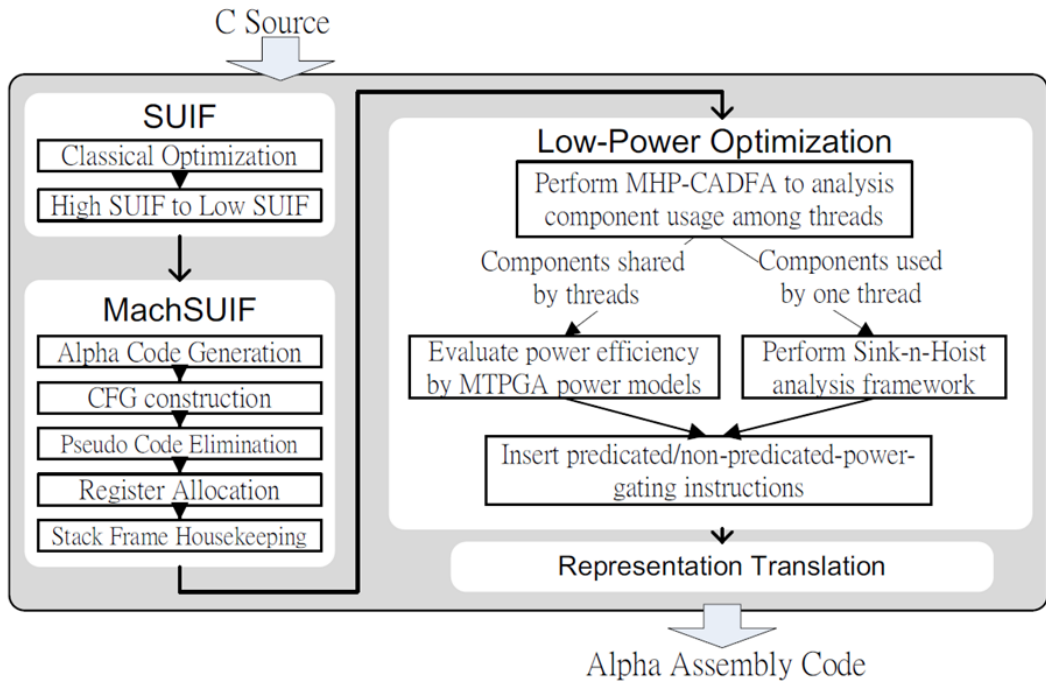 C Source
SUIF
Classical Optimization
High SUIF to Low SUIF
MachSUIF
Alpha Code Generation
CFG construction
Pseudo Code Elimination
Register Allocation
Stack Frame Housekeeping
Low-Power Optimization
Perform MHP-CADFA to analysis
component usage among threads
Components shared
by threads
Components used
by one thread
Evaluate power efficiency
by MTPGA power models
Perform Sink-n-Hoist
analysis framework
Insert predicated/non-predicated-power-
gating instructions
Representation Translation
Alpha Assembly Code